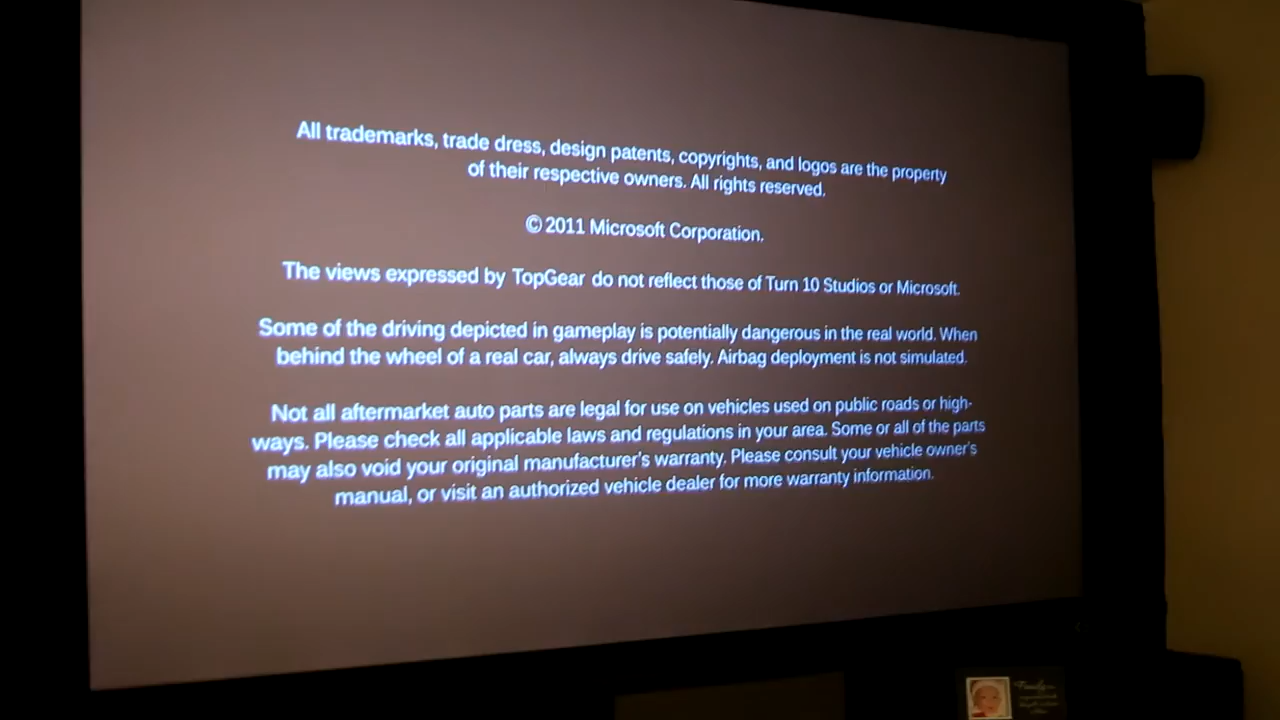 All trademarks, trade dress, design patents, copyrights, and logos are the property
of their respective owners. All rights reserved.
© 2011 Microsoft Corporation.
The views expressed by TopGear do not reflect those of Turn 10 Studios or Microsoft.
Some of the driving depicted in gameplay is potentially dangerous in the real world. When
behind the wheel of a real car, always drive safely. Airbag deployment is not simulated.
Not all aftermarket auto parts are legal for use on vehicles used on public roads or high-
ways. Please check all applicable laws and regulations in your area. Some or all of the parts
may also void your original manufacturer's warranty. Please consult your vehicle owner's
manual, or visit an authorized vehicle dealer for more warranty information.